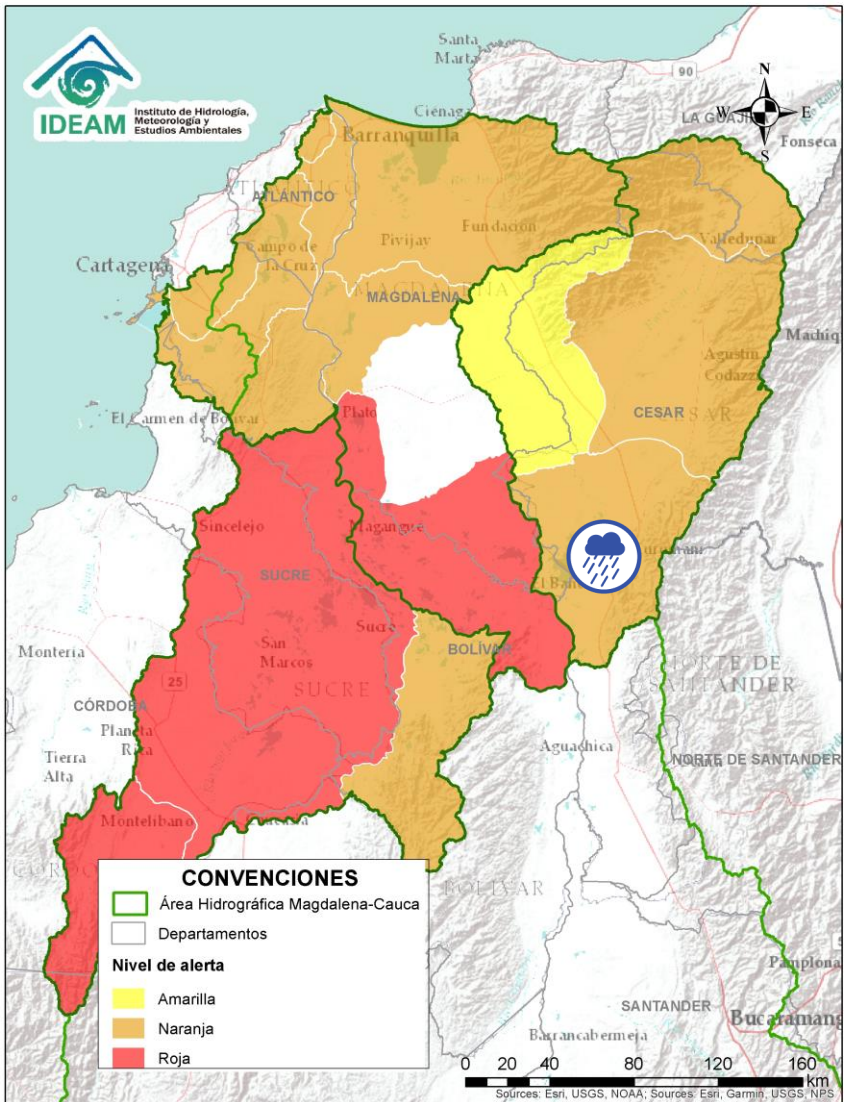 IDEAM
Instituto de Hidrología,
Meteorología y
Estudios Ambientales
Santa
Marta
90
N
W
E
S
Ciénaga
LA GUAJIRA
Fonseca
Barranquilla
ATLÁNTICO
Fundación
Valledupar
Pivijay
Campo de
la Cruz
Cartagena
MAGDALENA
Agustín
Codazzi
CESAR
El Carmen de Bolívar
Plato
Sincelejo
Magangué
SUCRE
Sucre
BOLÍVAR
San
Marcos
SUCRE
Montería
25
CÓRDOBA
Planeta
Rica
Tierra
Alta
NORTE DE
SANTANDER
Aguachica
NORTE DE SANTANDER
Montelíbano
BOLÍVAR
CONVENCIONES
Área Hidrográfica Magdalena-Cauca
Departamentos
Nivel de alerta
Amarilla
Naranja
Roja
Pamplona
SANTANDER
Barrancabermeja
0 20 40 80 120 160
km
Sources: Esri, USGS, NOAA; Sources: Esri, Garmin, USGS, NPS